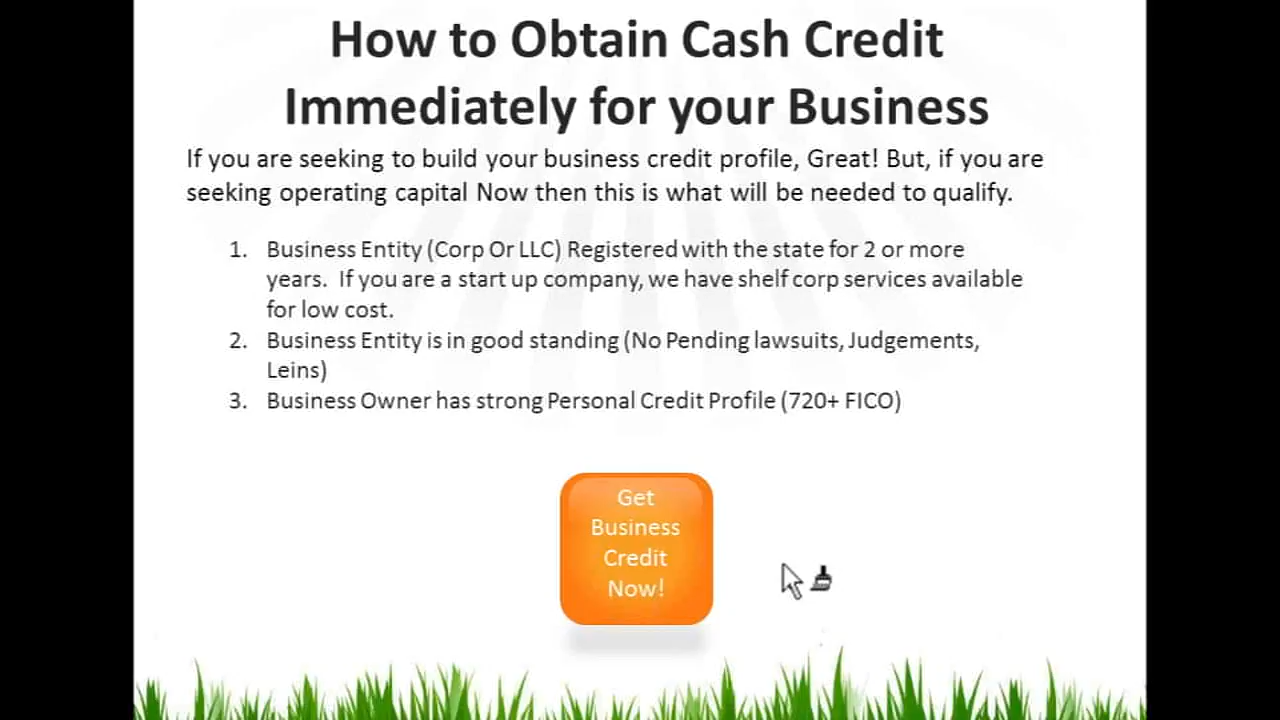 How to Obtain Cash Credit
Immediately for your Business
If you are seeking to build your business credit profile, Great! But, if you are
seeking operating capital Now then this is what will be needed to qualify.
1. Business Entity (Corp Or LLC) Registered with the state for 2 or more
years. If you are a start up company, we have shelf corp services available
for low cost.
2. Business Entity is in good standing (No Pending lawsuits, Judgements,
Leins)
3. Business Owner has strong Personal Credit Profile (720+ FICO)
Get
Business
Credit
Now!